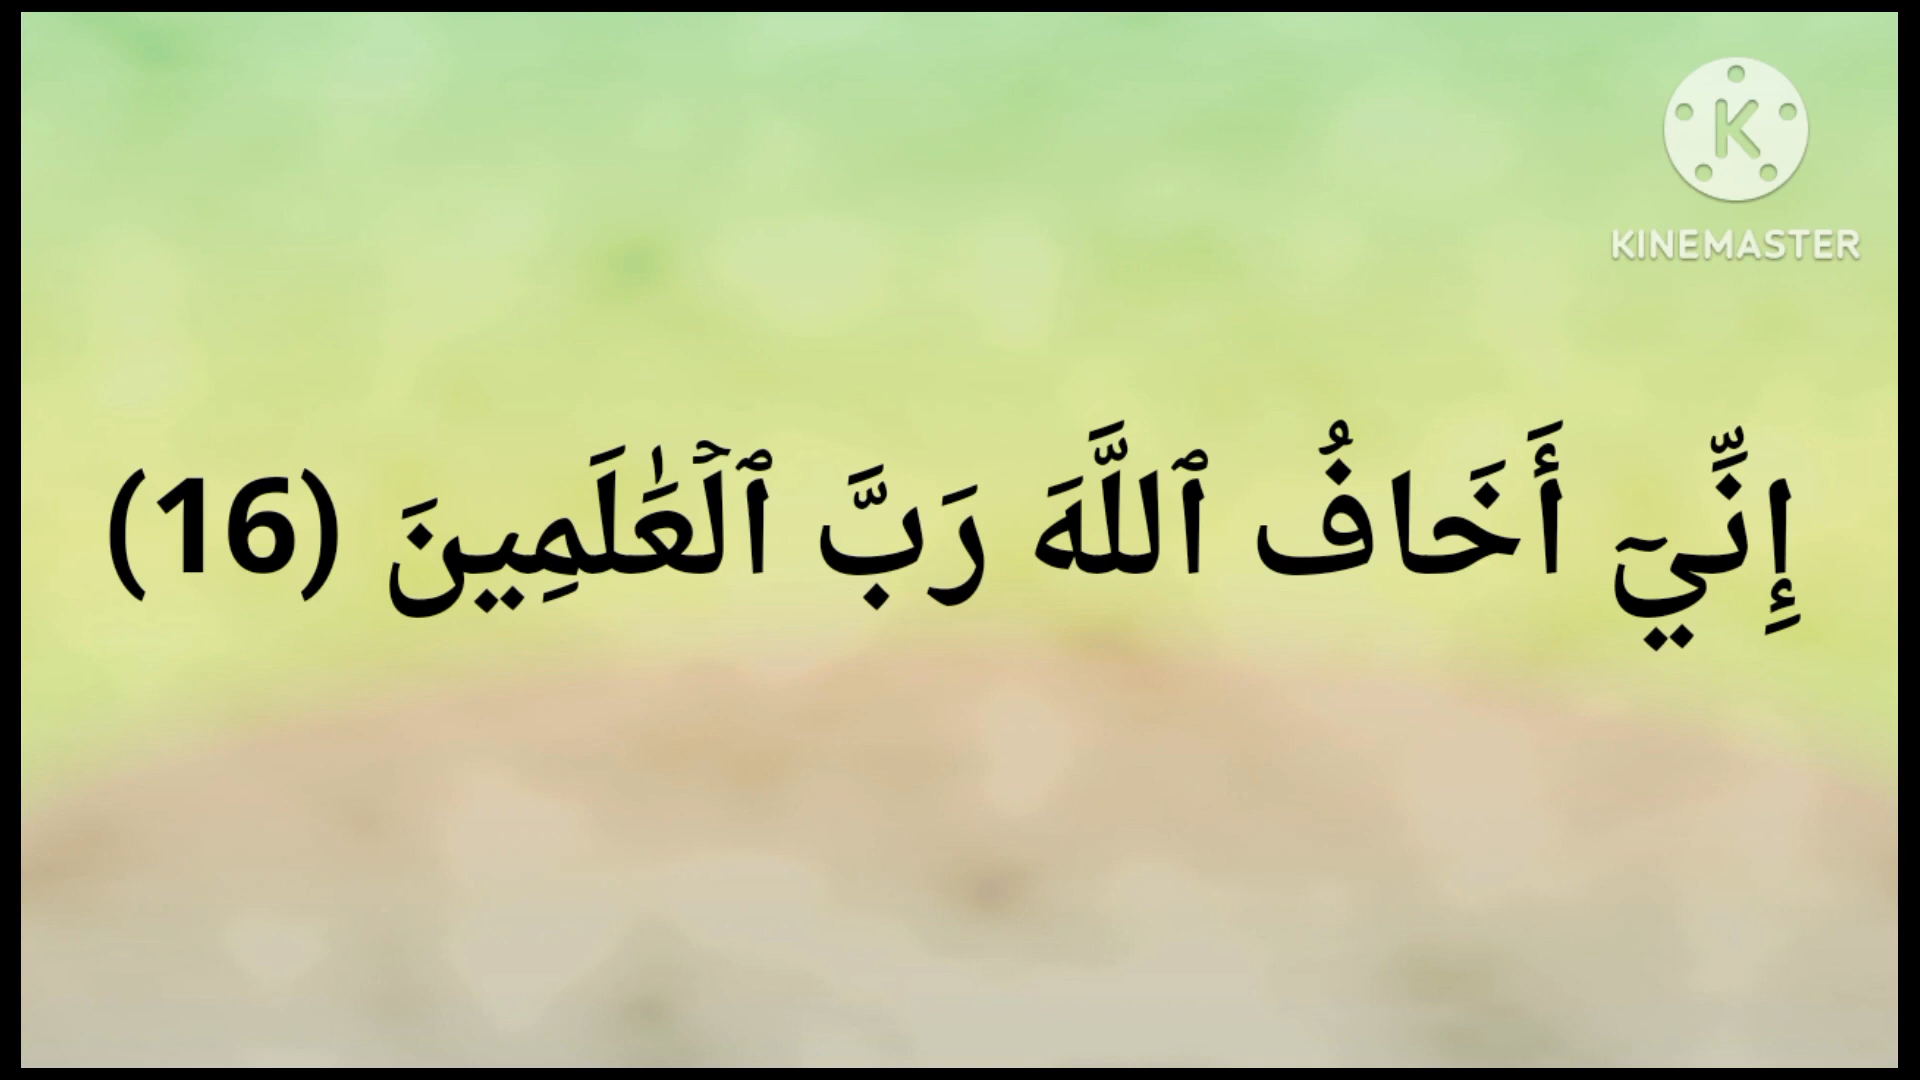 KINEMASTER
إِنِّيٓ أَخَافُ ٱللَّهَ رَبَّ ٱلۡعَٰلَمِينَ (16)